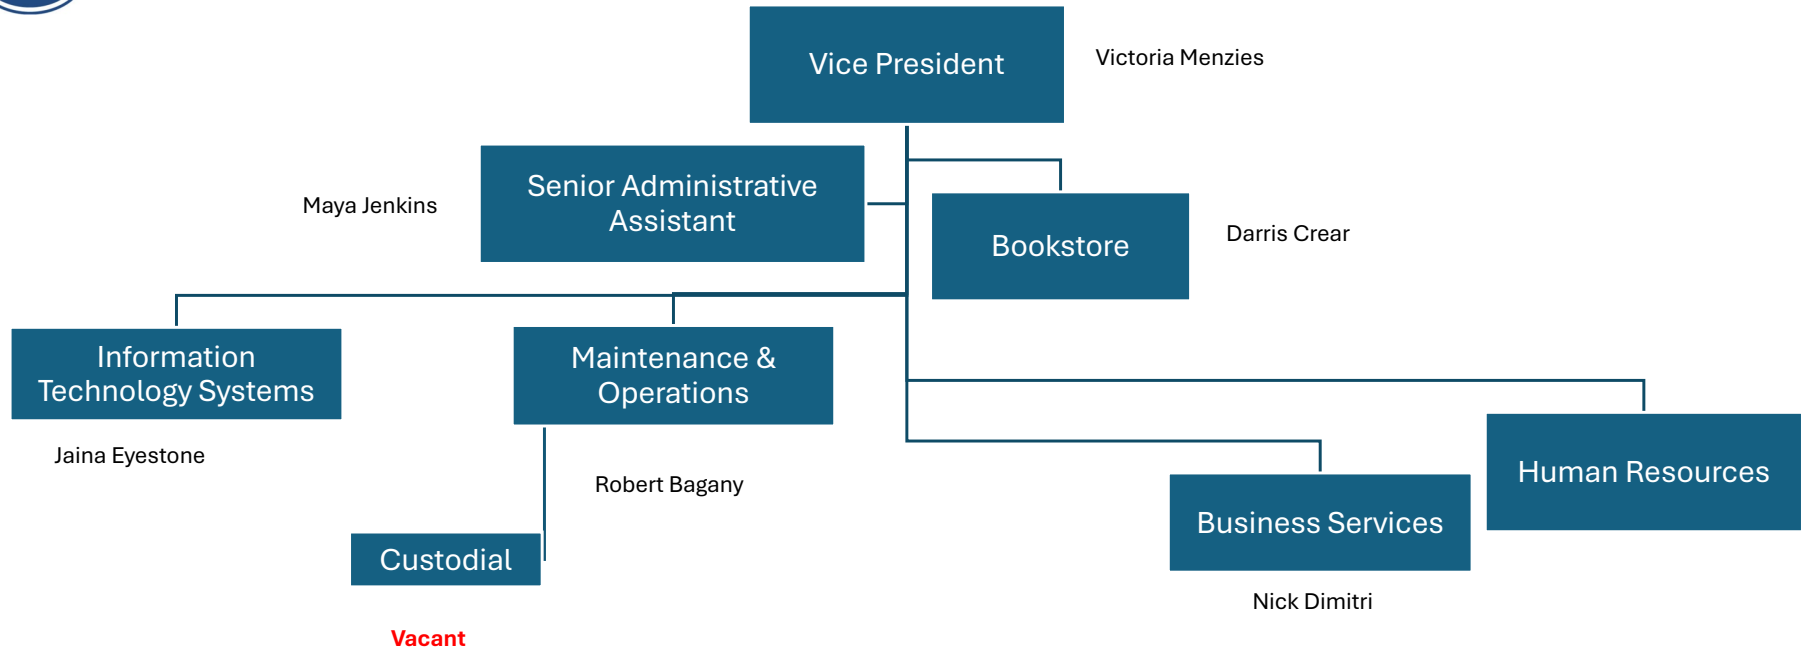 Vice President
Victoria Menzies
Senior Administrative
Assistant
Maya Jenkins
Bookstore
Darris Crear
Information
Technology Systems
Jaina Eyestone
Maintenance &
Operations
Robert Bagany
Custodial
Vacant
Human Resources
Business Services
Nick Dimitri